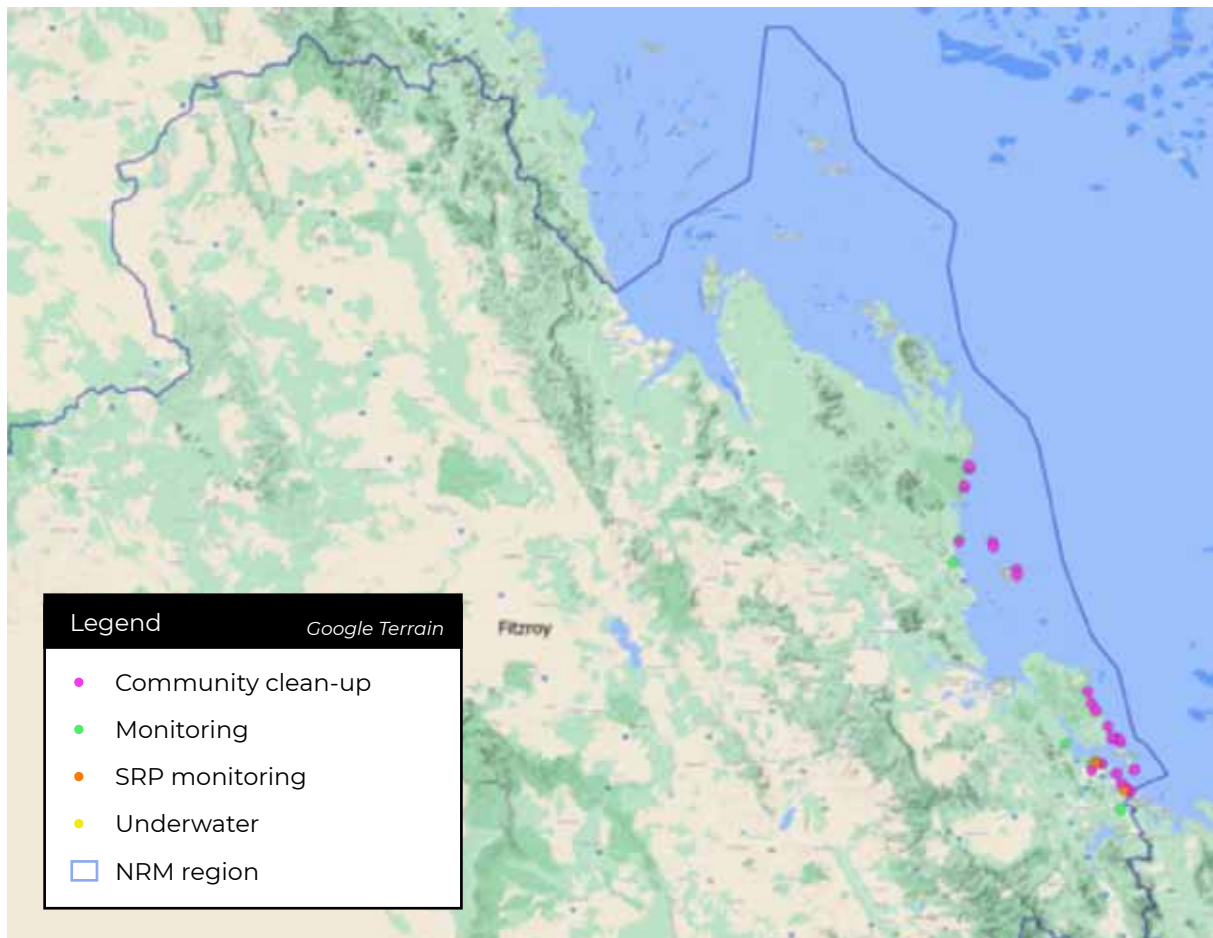 Fitzroy
Legend
Google Terrain
Community clean-up
Monitoring
SRP monitoring
Underwater
NRM region